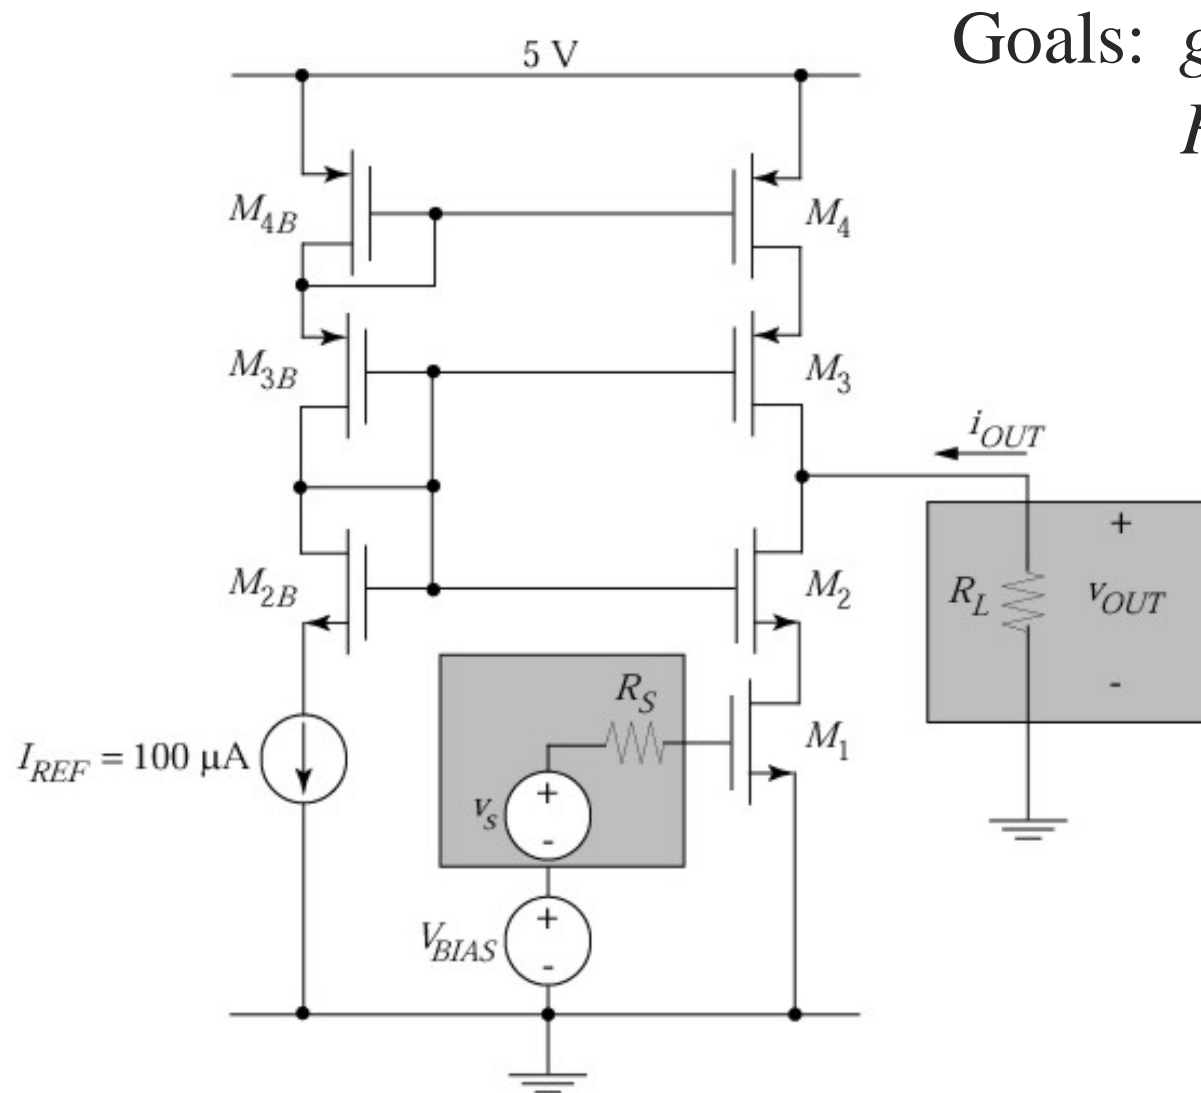 Goals: g
5 V
M4B
M4
M3B
M3
iOUT
+
M2B
M2
RL
vOUT
-
RS
IREF = 100 μA
M1
+
vs
-
+
VBIAS
-